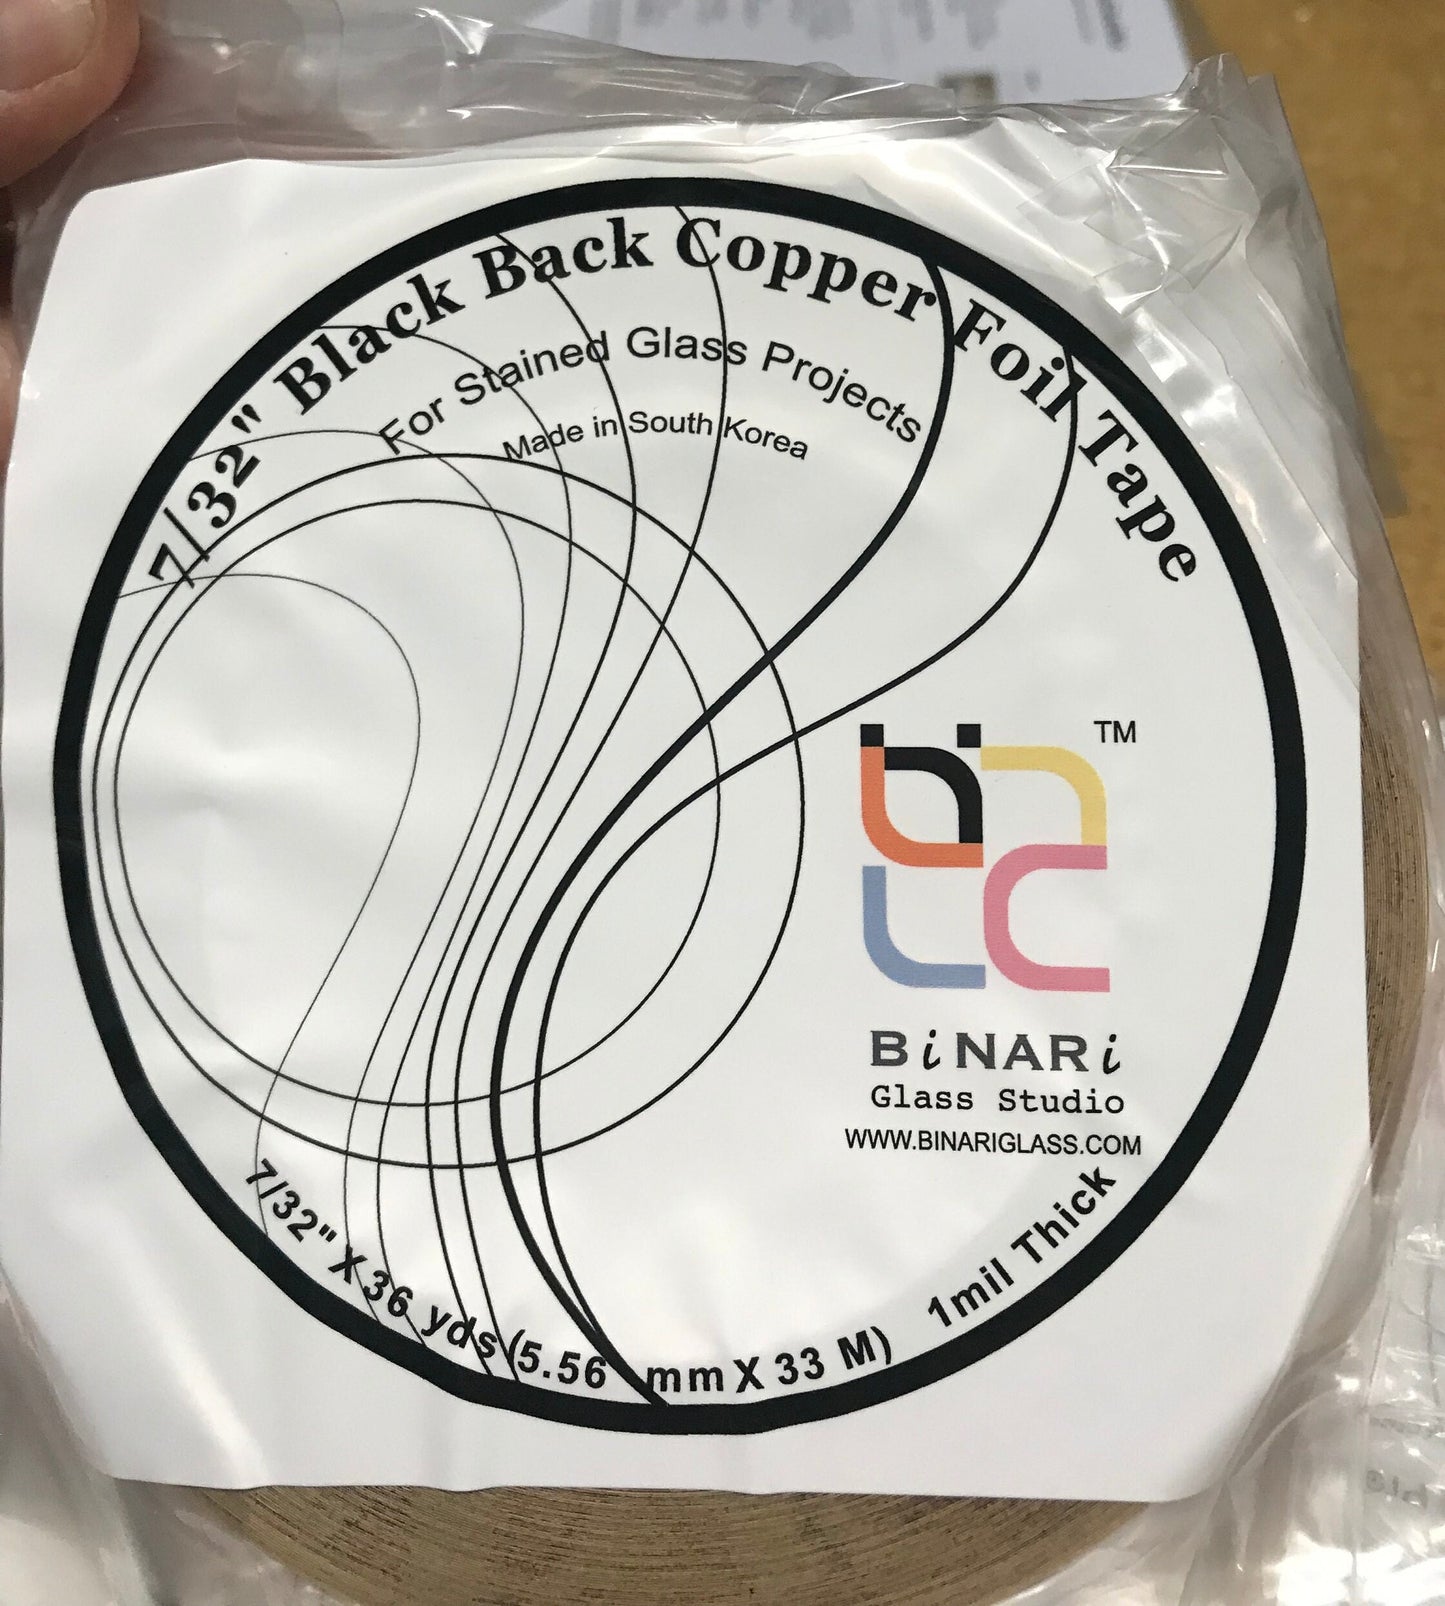 7/32" Black Back Copper Foil Tape
For Stained Glass Projects
Made in South Korea
TM
BiNARi
Glass Studio
WWW.BINARIGLASS.COM
7/32" X 36 yds (5.56 mm X 33 M) 1mil Thick